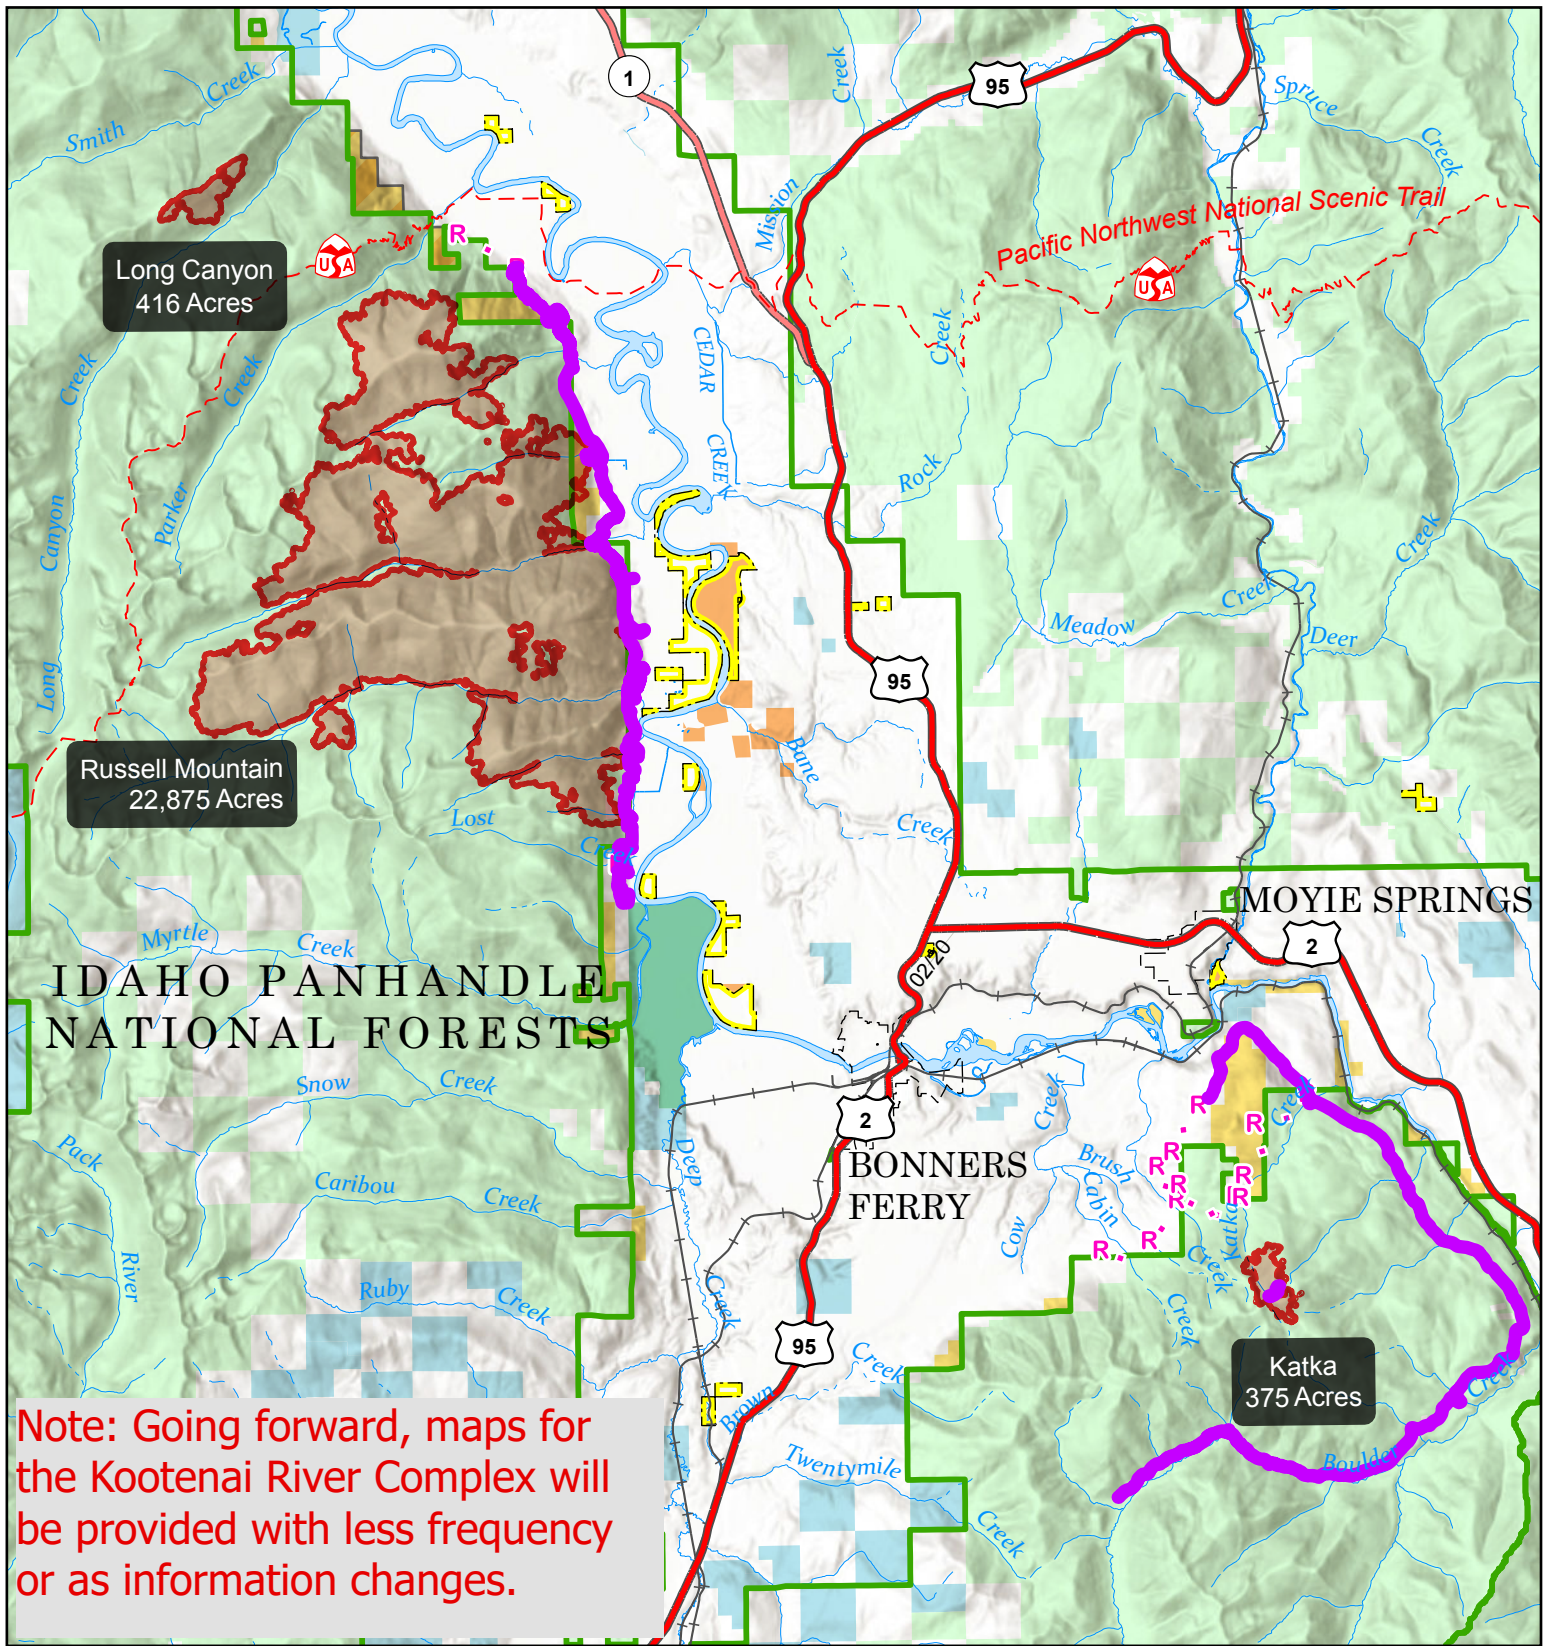 1
95
Creek
Creek
Smith
Spruce
Creek
Mission
Pacific Northwest National Scenic Trail
USA
USA
R
Long Canyon
416 Acres
Creek
Creek
CEDAR
CREEK
Creek
Rock
Canyon
Parker
Long
Creek
Creek
Meadow
Deer
95
Bane
Creek
Russell Mountain
22,875 Acres
Lost
Creek
MOYIE SPRINGS
2
02/20
Myrtle
Creek
IDAHO PANHANDLE
NATIONAL FORESTS
Snow
Creek
Pack
River
Caribou
Creek
Deep
Creek
2
BONNERS
FERRY
Creek
Brush
Cabin
Cow
Creek
Creek
Creek
Katka
R
R
R
R
R
R
R
R
R
R
Ruby
Creek
95
Creek
Brown
Katka
375 Acres
Creek
Boulder
Twentymile
Creek
Note: Going forward, maps for
the Kootenai River Complex will
be provided with less frequency
or as information changes.